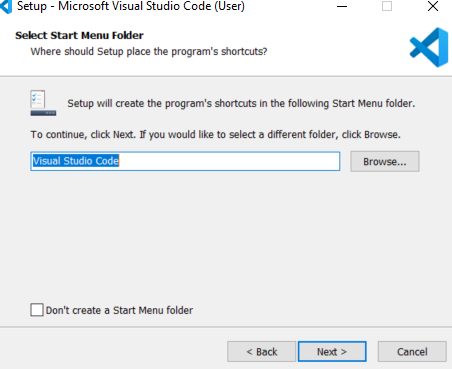 Setup - Microsoft Visual Studio Code (User)
Select Start Menu Folder
Where should Setup place the program's shortcuts?
Setup will create the program's shortcuts in the following Start Menu folder.
To continue, click Next. If you would like to select a different folder, click Browse.
Visual Studio Code
Browse...
Don't create a Start Menu folder
< Back
Next >
Cancel